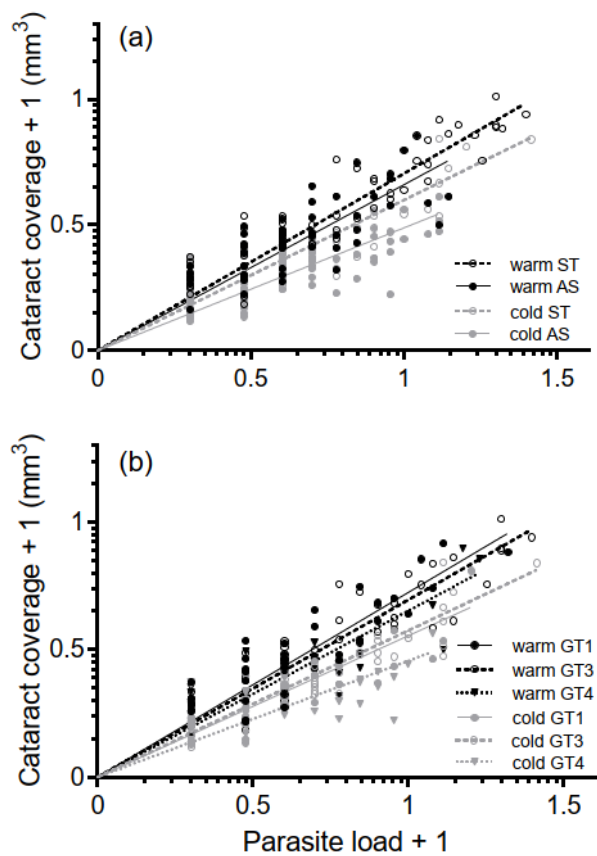 (a)
Cataract coverage + 1 (mm³)
1
0.5
0
0
0.5
1
1.5
warm ST
warm AS
cold ST
cold AS
(b)
Cataract coverage + 1 (mm³)
1
0.5
0
0
0.5
1
1.5
warm GT1
warm GT3
warm GT4
cold GT1
cold GT3
cold GT4
Parasite load + 1